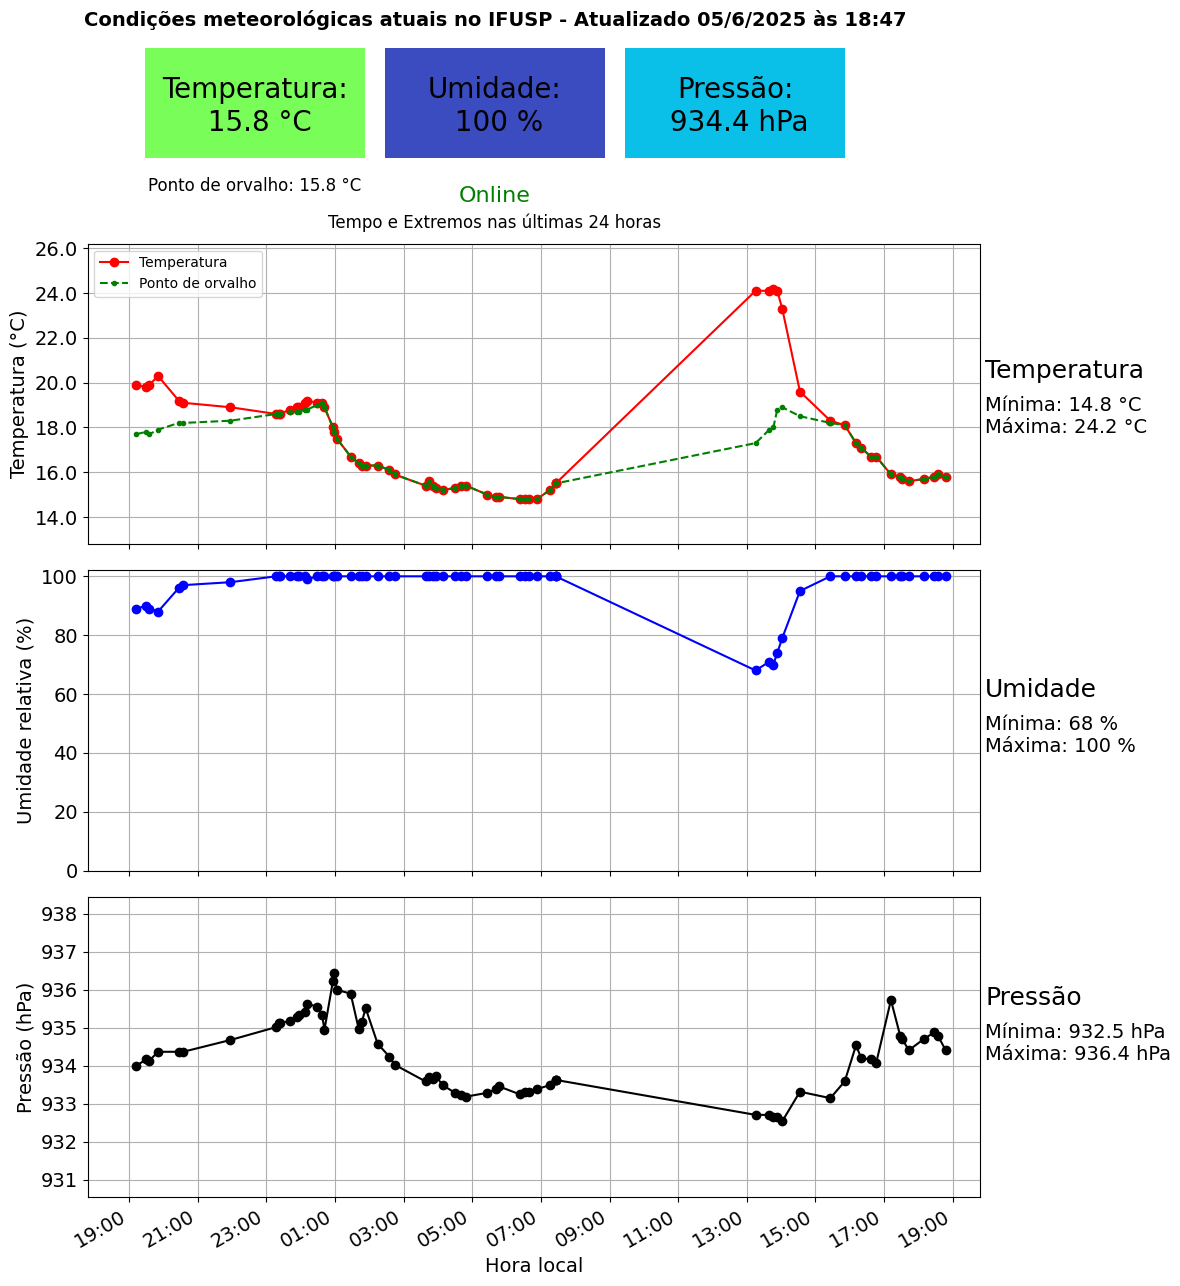 Condições meteorológicas atuais no IFUSP - Atualizado 05/6/2025 às 18:47
Temperatura:
15.8 °C
Umidade:
100 %
Pressão:
934.4 hPa
Ponto de orvalho: 15.8 °C
Online
Tempo e Extremos nas últimas 24 horas
Temperatura (°C)
26.0
24.0
22.0
20.0
18.0
16.0
14.0
Temperatura
Ponto de orvalho
Temperatura
Mínima: 14.8 °C
Máxima: 24.2 °C
Umidade relativa (%)
100
80
60
40
20
0
Umidade
Mínima: 68 %
Máxima: 100 %
Pressão (hPa)
938
937
936
935
934
933
932
931
Pressão
Mínima: 932.5 hPa
Máxima: 936.4 hPa
19:00
21:00
23:00
01:00
03:00
05:00
07:00
09:00
11:00
13:00
15:00
17:00
19:00
Hora local